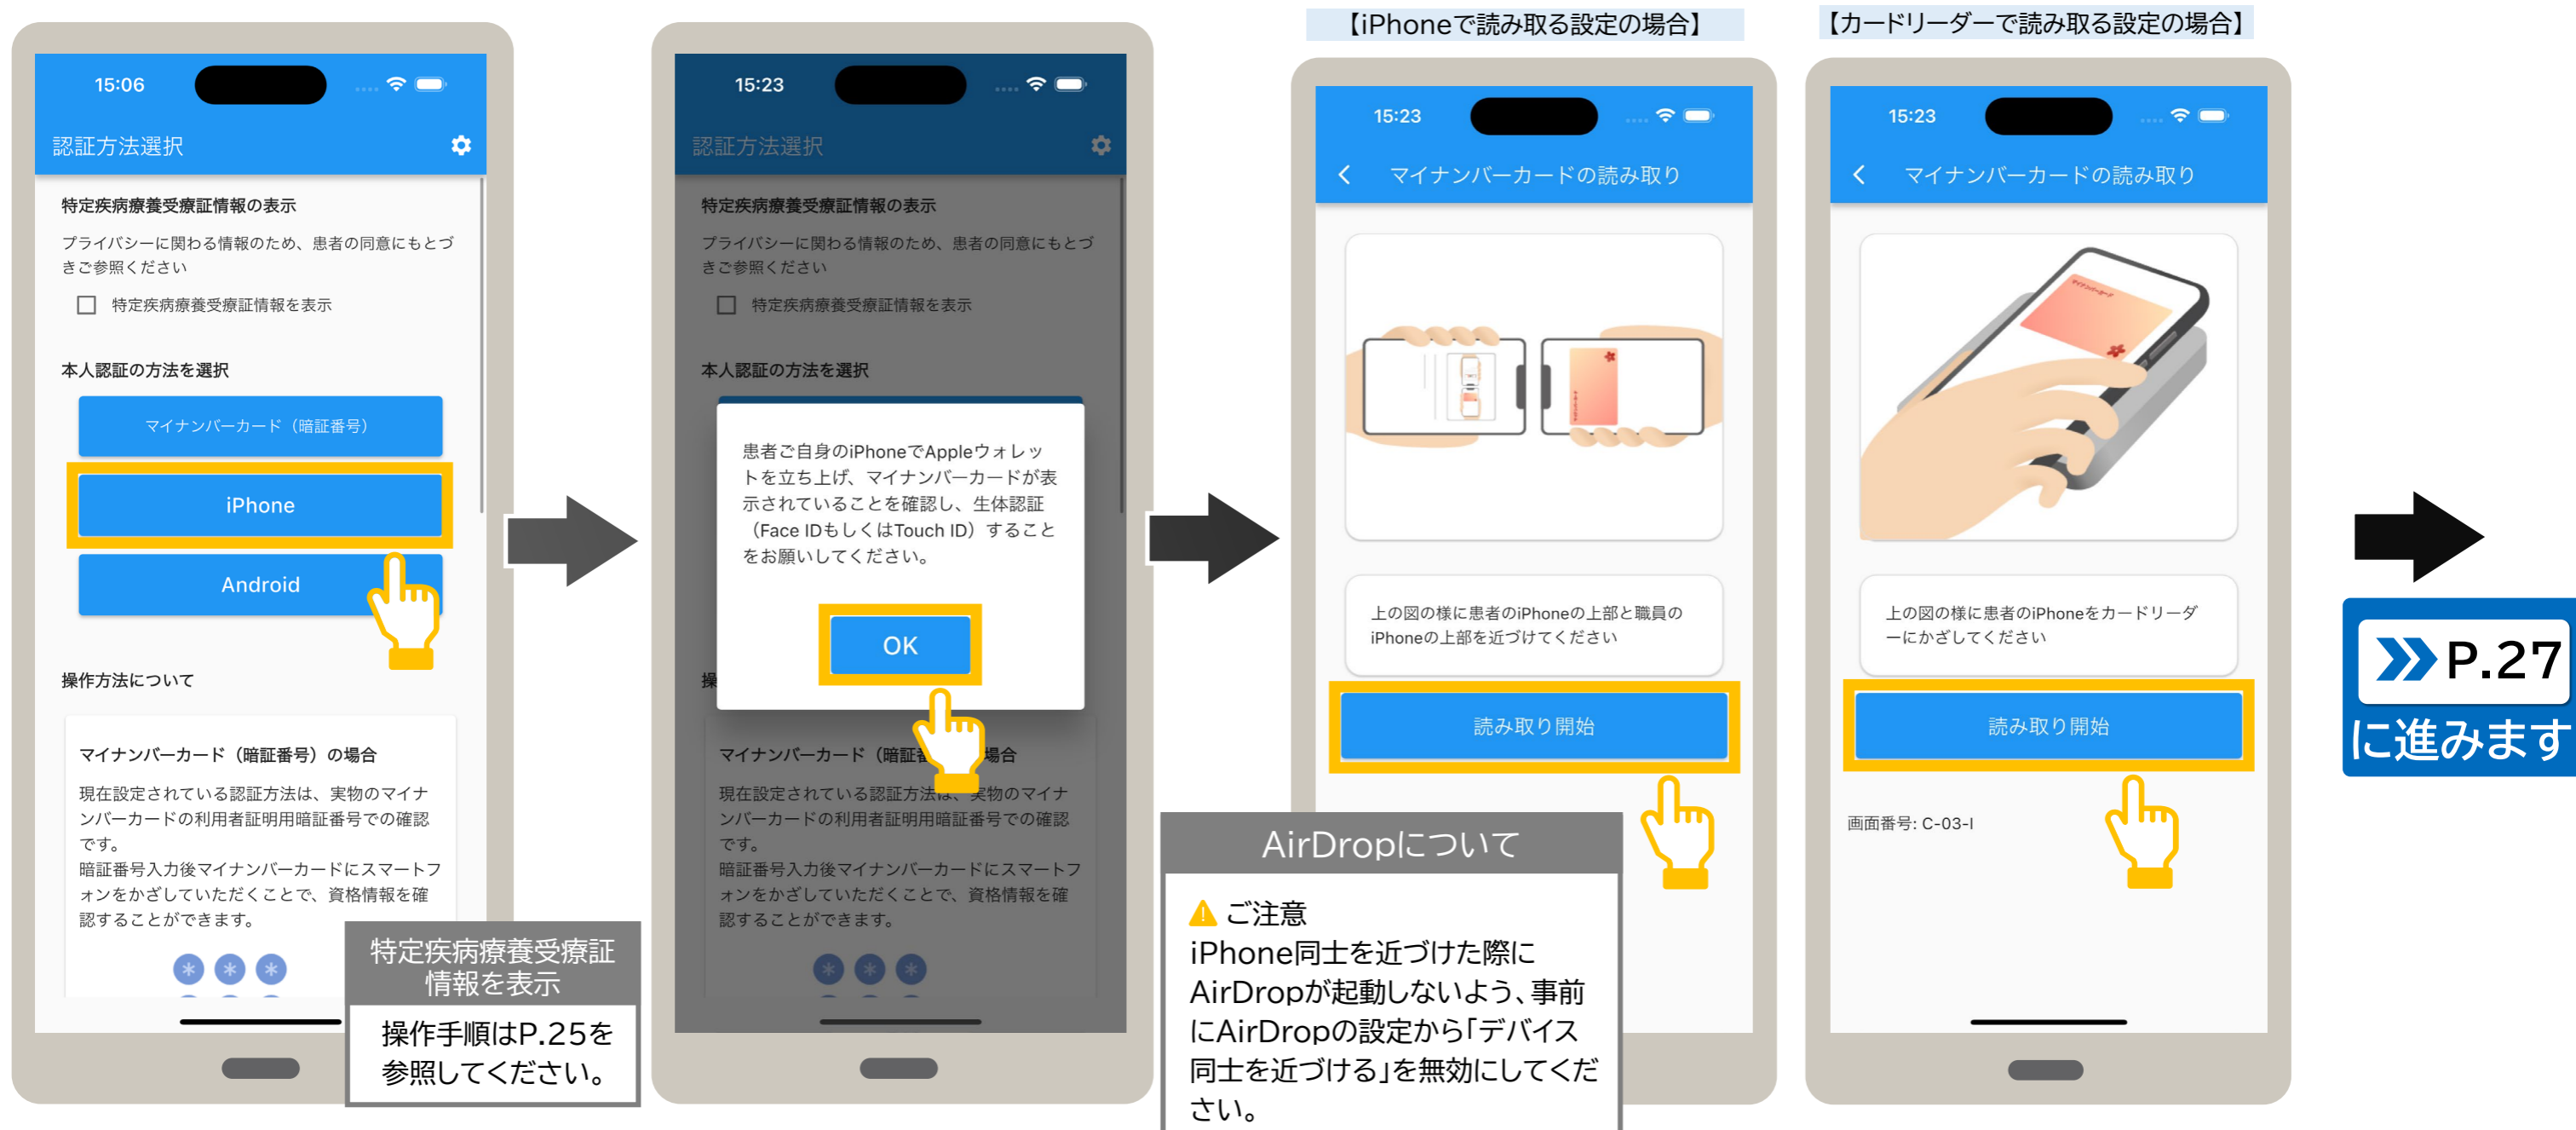 15:06
認証方法選択
特定疾病療養受療証情報の表示
プライバシーに関わる情報のため、患者の同意にもとづ
きご参照ください
特定疾病療養受療証情報を表示
本人認証の方法を選択
マイナンバーカード（暗証番号）
iPhone
Android
操作方法について
マイナンバーカード（暗証番号）の場合
現在設定されている認証方法は、実物のマイナ
ンバーカードの利用者証明用暗証番号での確認
です。
暗証番号入力後マイナンバーカードにスマートフ
ォンをかざしていただくことで、資格情報を確
認することができます。
特定疾病療養受療証
情報を表示
操作手順はP.25を
参照してください。
15:23
認証方法選択
特定疾病療養受療証情報の表示
プライバシーに関わる情報のため、患者の同意にもとづ
きご参照ください
特定疾病療養受療証情報を表示
本人認証の方法を選択
患者ご自身のiPhoneでAppleウォレッ
トを立ち上げ、マイナンバーカードが表
示されていることを確認し、生体認証
（Face IDもしくはTouch ID）すること
をお願いしてください。
OK
操
マイナンバーカード（暗証番 場合
現在設定されている認証方法は、実物のマイナ
ンバーカードの利用者証明用暗証番号での確認
です。
暗証番号入力後マイナンバーカードにスマートフ
ォンをかざしていただくことで、資格情報を確
認することができます。
【iPhoneで読み取る設定の場合】
15:23
マイナンバーカードの読み取り
上の図の様に患者のiPhoneの上部と職員の
iPhoneの上部を近づけてください
読み取り開始
AirDropについて
ご注意
iPhone同士を近づけた際に
AirDropが起動しないよう、事前
にAirDropの設定から「デバイス
同士を近づける」を無効にしてくだ
さい。
【カードリーダーで読み取る設定の場合】
15:23
マイナンバーカードの読み取り
マイナンバーカード
上の図の様に患者のiPhoneをカードリーダ
ーにかざしてください
読み取り開始
画面番号: C-03-I
P.27
に進みます